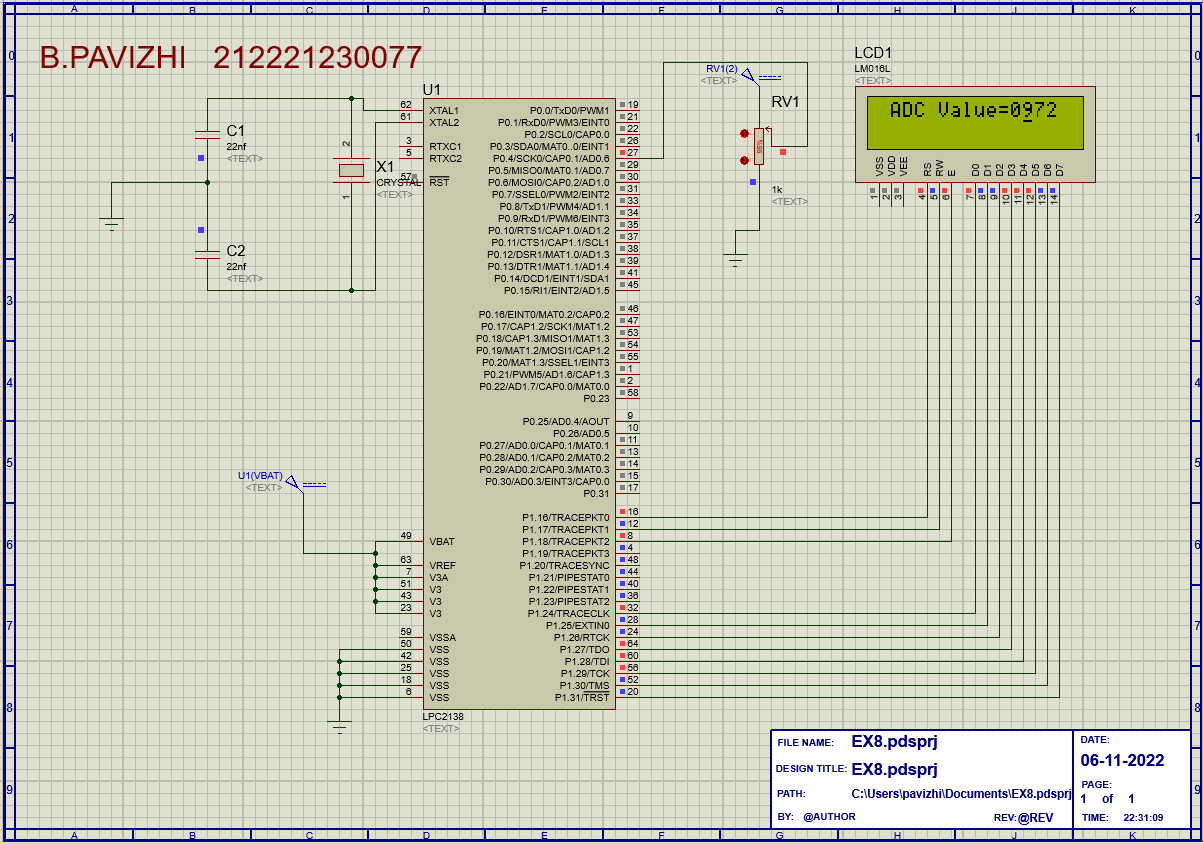 A B C D E F G H J K
B.PAVIZHI 212221230077
U1
62 XTAL1
61 XTAL2
3 RTXC1
5 RTXC2
57 RST
49 VBAT
63 VREF
7 V3A
51 V3
43 V3
23 V3
59 VSSA
50 VSS
42 VSS
25 VSS
18 VSS
6 VSS
P0.0/TxD0/PWM1 19
P0.1/RxD0/PWM3/EINT0 21
P0.2/SCL0/CAP0.0 22
P0.3/SDA0/MAT0..0/EINT1 26
P0.4/SCK0/CAP0.1/AD0.6 27
P0.5/MISO0/MAT0.1/AD0.7 29
P0.6/MOSI0/CAP0.2/AD1.0 30
P0.7/SSEL0/PWM2/EINT2 31
P0.8/TxD1/PWM4/AD1.1 33
P0.9/RxD1/PWM6/EINT3 34
P0.10/RTS1/CAP1.0/AD1.2 35
P0.11/CTS1/CAP1.1/SCL1 37
P0.12/DSR1/MAT1.0/AD1.3 38
P0.13/DTR1/MAT1.1/AD1.4 39
P0.14/DCD1/EINT1/SDA1 41
P0.15/RI1/EINT2/AD1.5 45
P0.16/EINT0/MAT0.2/CAP0.2 46
P0.17/CAP1.2/SCK1/MAT1.2 47
P0.18/CAP1.3/MISO1/MAT1.3 53
P0.19/MAT1.2/MOSI1/CAP1.2 54
P0.20/MAT1.3/SSEL1/EINT3 55
P0.21/PWM5/AD1.6/CAP1.3 1
P0.22/AD1.7/CAP0.0/MAT0.0 2
P0.23 58
P0.25/AD0.4/AOUT 9
P0.26/AD0.5 10
P0.27/AD0.0/CAP0.1/MAT0.1 11
P0.28/AD0.1/CAP0.2/MAT0.2 13
P0.29/AD0.2/CAP0.3/MAT0.3 14
P0.30/AD0.3/EINT3/CAP0.0 15
P0.31 17
P1.16/TRACEPKT0 16
P1.17/TRACEPKT1 12
P1.18/TRACEPKT2 8
P1.19/TRACEPKT3 4
P1.20/TRACESYNC 48
P1.21/PIPESTAT0 44
P1.22/PIPESTAT1 40
P1.23/PIPESTAT2 36
P1.24/TRACECLK 32
P1.25/EXTIN0 28
P1.26/RTCK 24
P1.27/TDO 64
P1.28/TDI 60
P1.29/TCK 56
P1.30/TMS 52
P1.31/TRST 20
LPC2138
<TEXT>
C1
22nf
<TEXT>
C2
22nf
<TEXT>
2
X1
CRYSTAL
<TEXT>
1
U1(VBAT)
<TEXT>
RV1(2)
<TEXT>
RV1
95%
1k
<TEXT>
LCD1
LM016L
<TEXT>
ADC Value=0972
VSS VDD VEE RS RW E D0 D1 D2 D3 D4 D5 D6 D7
1 2 3 4 5 6 7 8 9 10 11 12 13 14
0 0
1 1
2 2
3 3
4 4
5 5
6 6
7 7
8 8
9 9
FILE NAME: EX8.pdsprj
DESIGN TITLE: EX8.pdsprj
PATH: C:\Users\pavizhi\Documents\EX8.pdsprj
BY: @AUTHOR REV:@REV
DATE:
06-11-2022
PAGE:
1 of 1
TIME: 22:31:09
A B C D E F G H J K